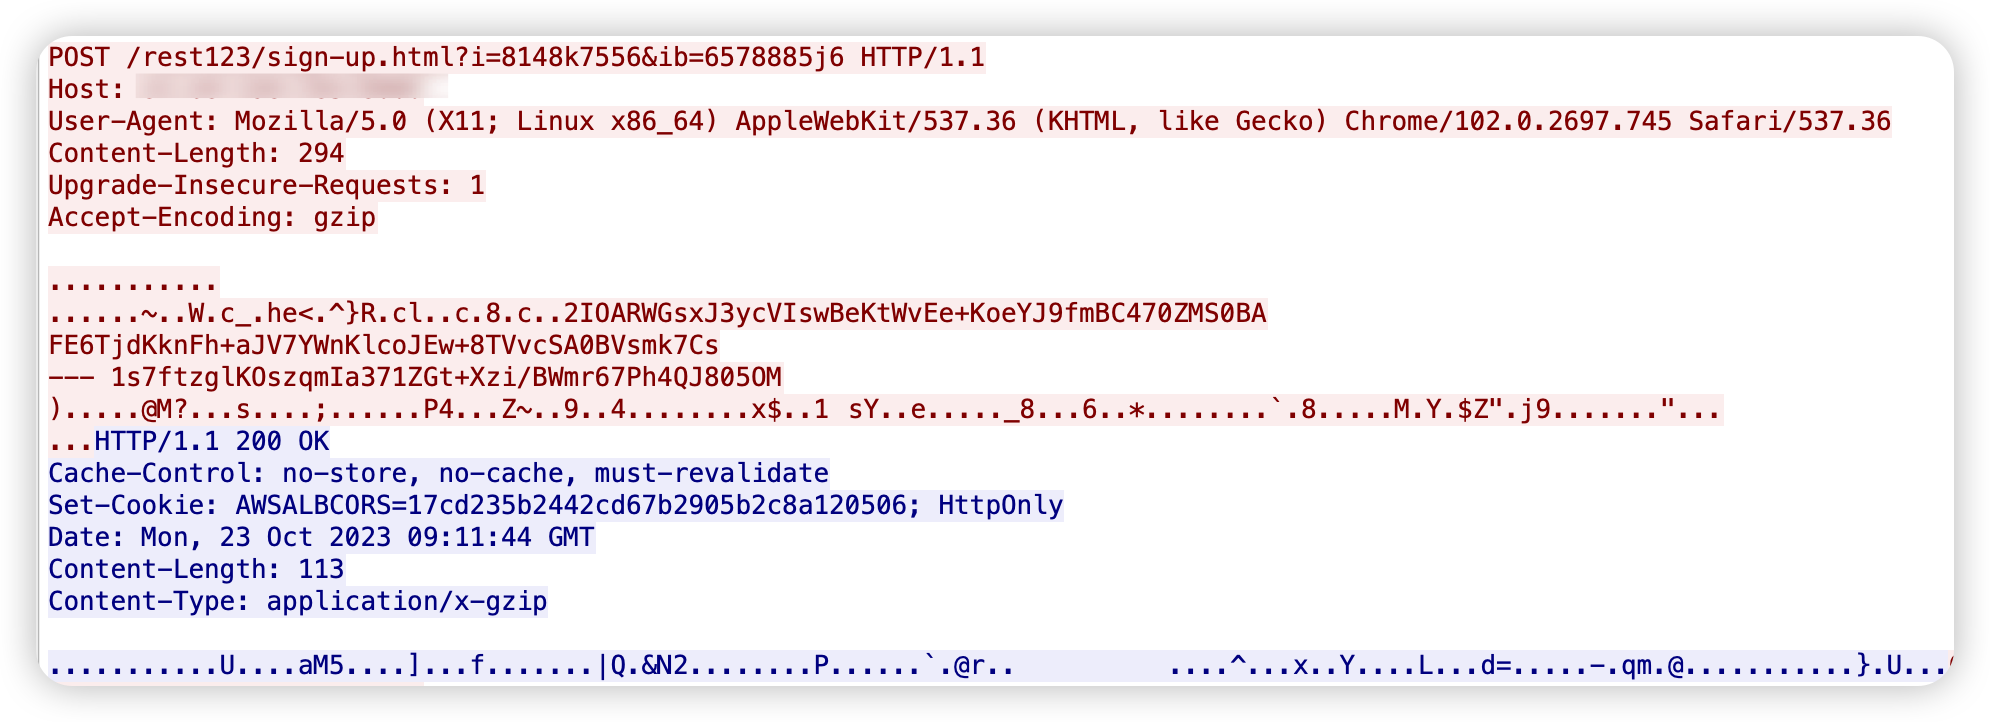 POST /rest123/sign-up.html?i=8148k7556&ib=6578885j6 HTTP/1.1
Host:
User-Agent: Mozilla/5.0 (X11; Linux x86_64) AppleWebKit/537.36 (KHTML, like Gecko) Chrome/102.0.2697.745 Safari/537.36
Content-Length: 294
Upgrade-Insecure-Requests: 1
Accept-Encoding: gzip
...........
......~..W.c_.he<.^}R.cl..c.8.c..2IOARWGsxJ3ycVIswBeKtWvEe+KoeYJ9fmBC470ZMS0BA
FE6TjdKknFh+aJV7YWnKlcoJEw+8TVvcSA0BVsmk7Cs
--- 1s7ftzglKOszqmIa371ZGt+Xzi/BWmr67Ph4QJ805OM
).....@M?...s....;......P4...Z~..9..4........x$..1 sY..e....._8...6..*........`.8.....M.Y.$Z".j9......."...
...HTTP/1.1 200 OK
Cache-Control: no-store, no-cache, must-revalidate
Set-Cookie: AWSALBCORS=17cd235b2442cd67b2905b2c8a120506; HttpOnly
Date: Mon, 23 Oct 2023 09:11:44 GMT
Content-Length: 113
Content-Type: application/x-gzip
...........U....aM5....]...f.......|Q.&N2........P......`.@r..          ....^...x..Y....L...d=.....-.qm.@...........}.U...